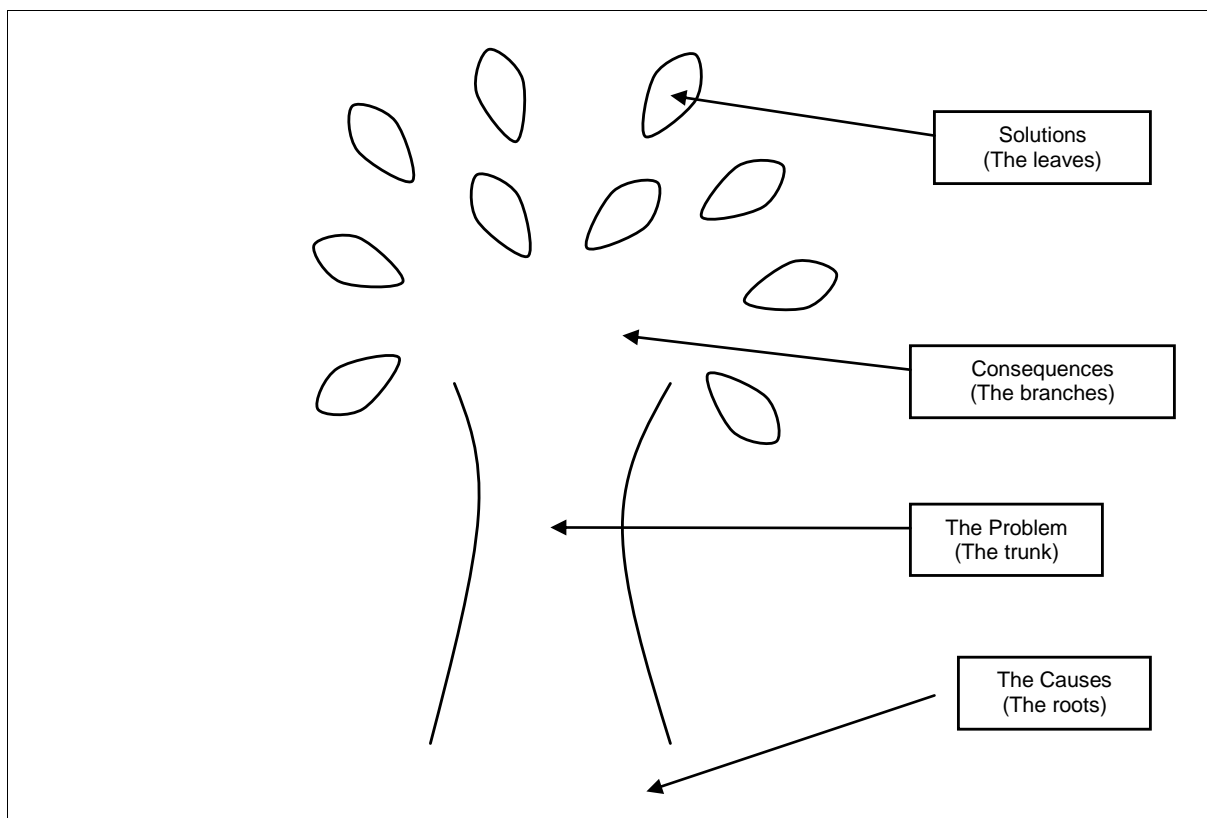 Solutions
(The leaves)
Consequences
(The branches)
The Problem
(The trunk)
The Causes
(The roots)